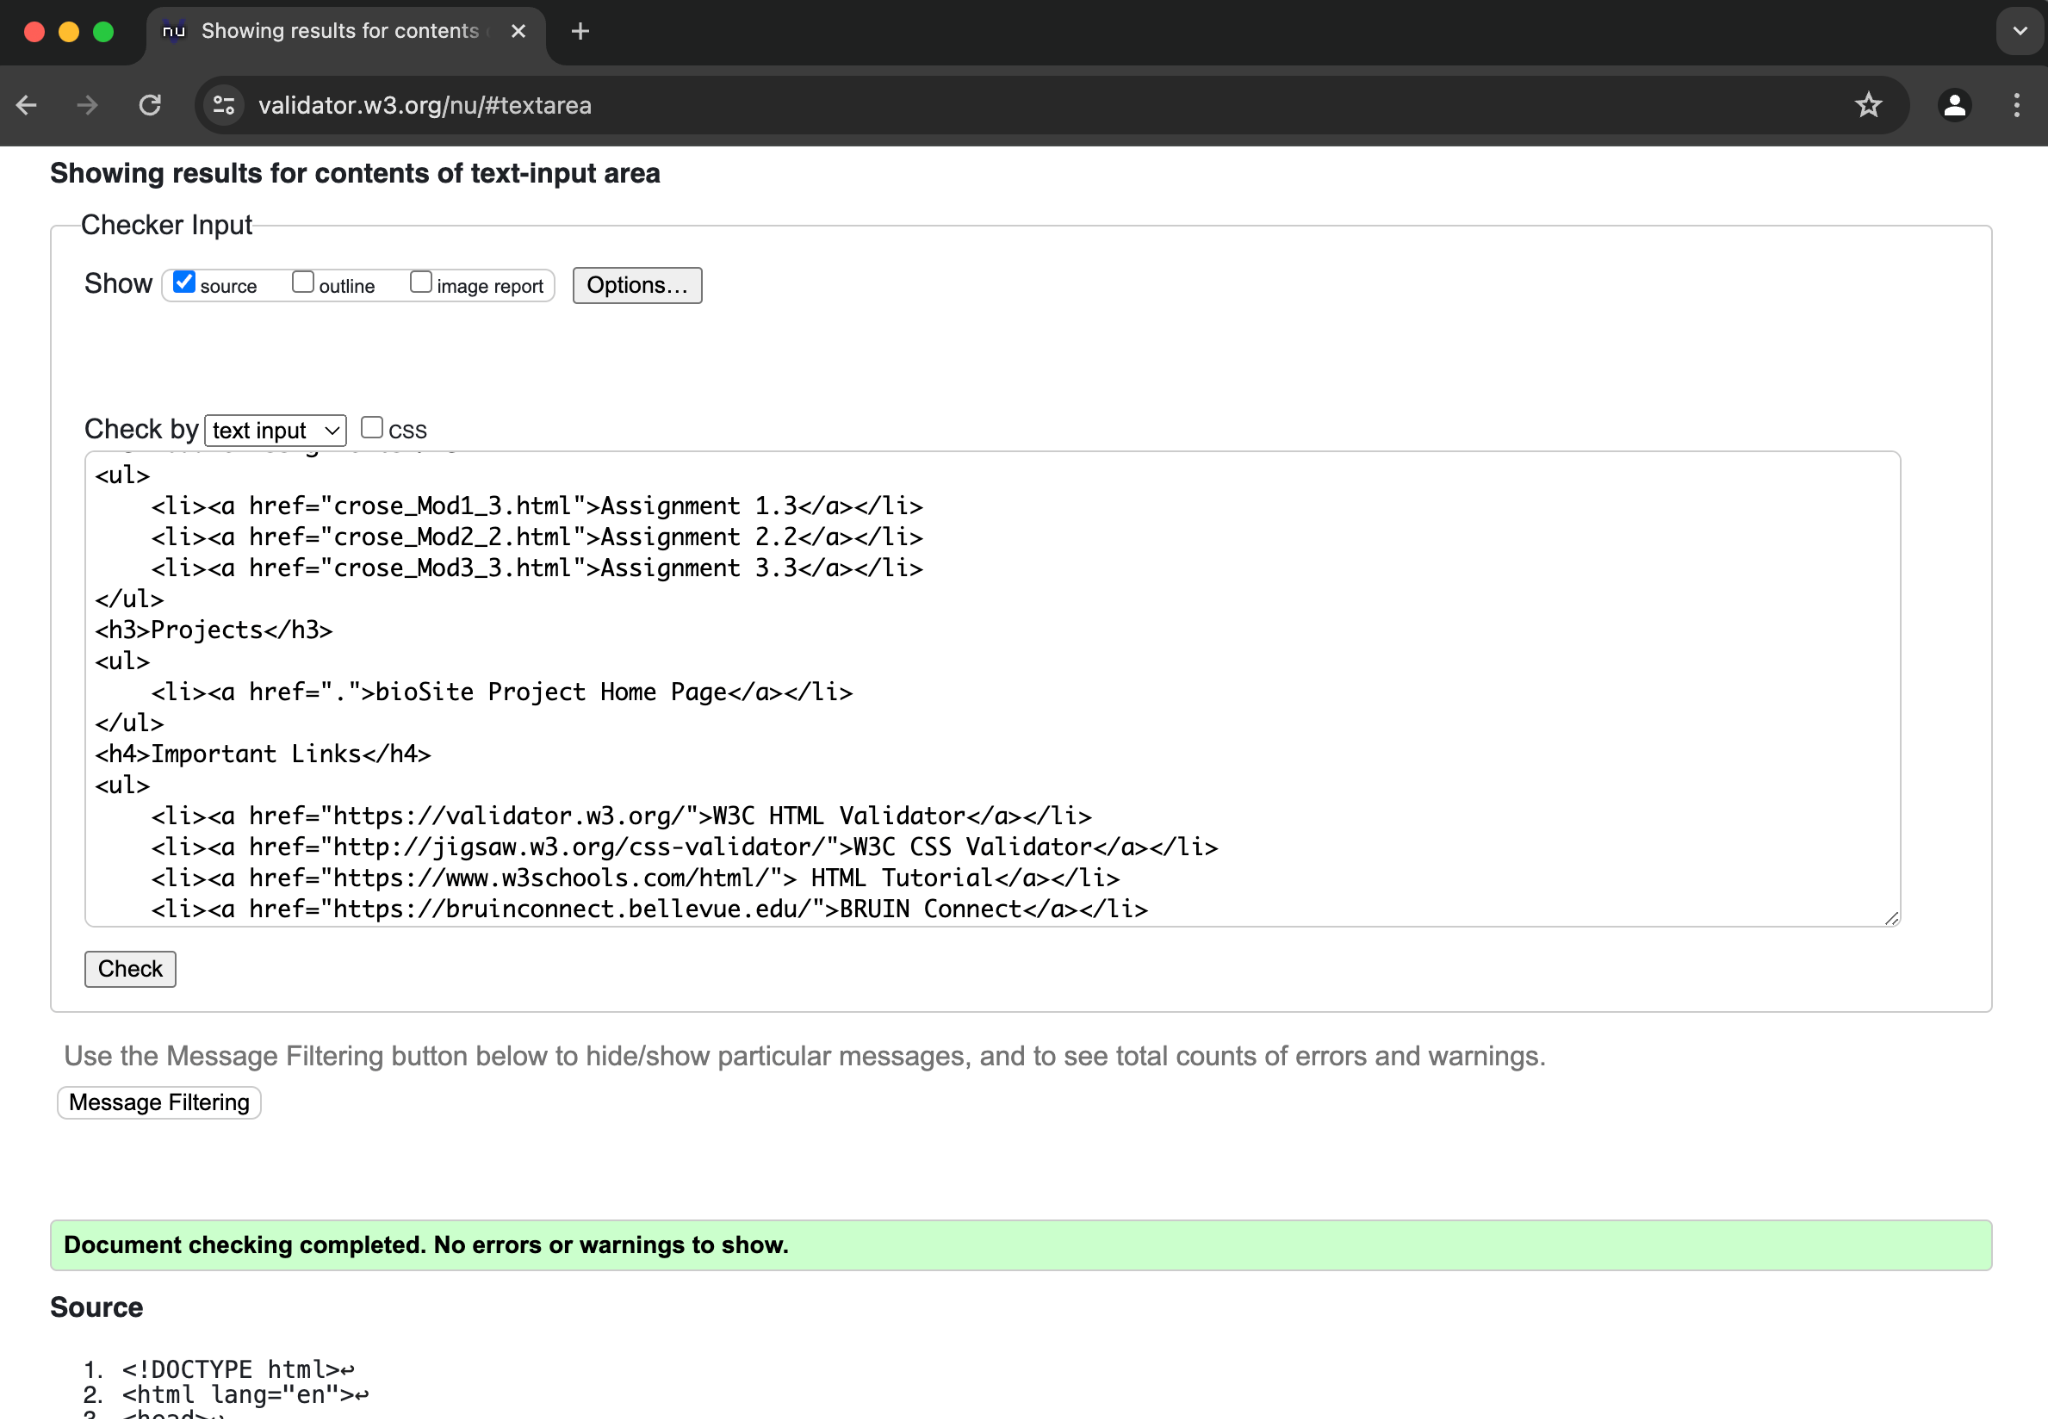 nu Showing results for contents
validator.w3.org/nu/#textarea
Showing results for contents of text-input area
Checker Input
Show source outline image report Options...
Check by text input css
<ul>
    <li><a href="crose_Mod1_3.html">Assignment 1.3</a></li>
    <li><a href="crose_Mod2_2.html">Assignment 2.2</a></li>
    <li><a href="crose_Mod3_3.html">Assignment 3.3</a></li>
</ul>
<h3>Projects</h3>
<ul>
    <li><a href=".">bioSite Project Home Page</a></li>
</ul>
<h4>Important Links</h4>
<ul>
    <li><a href="https://validator.w3.org/">W3C HTML Validator</a></li>
    <li><a href="http://jigsaw.w3.org/css-validator/">W3C CSS Validator</a></li>
    <li><a href="https://www.w3schools.com/html/"> HTML Tutorial</a></li>
    <li><a href="https://bruinconnect.bellevue.edu/">BRUIN Connect</a></li>
Check
Use the Message Filtering button below to hide/show particular messages, and to see total counts of errors and warnings.
Message Filtering
Document checking completed. No errors or warnings to show.
Source
1. <!DOCTYPE html>↩
2. <html lang="en">↩
3. <head>↩